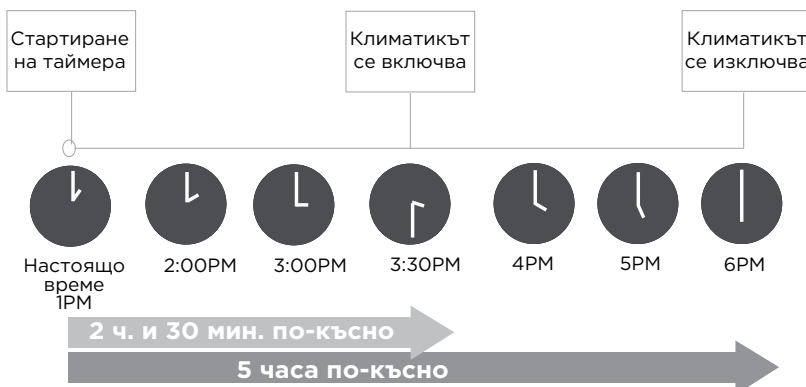 Стартиране
на таймера
Климатикът
се включва
Климатикът
се изключва
Настоящо
време
1PM
2:00PM
3:00PM
3:30PM
4PM
5PM
6PM
2 ч. и 30 мин. по-късно
5 часа по-късно